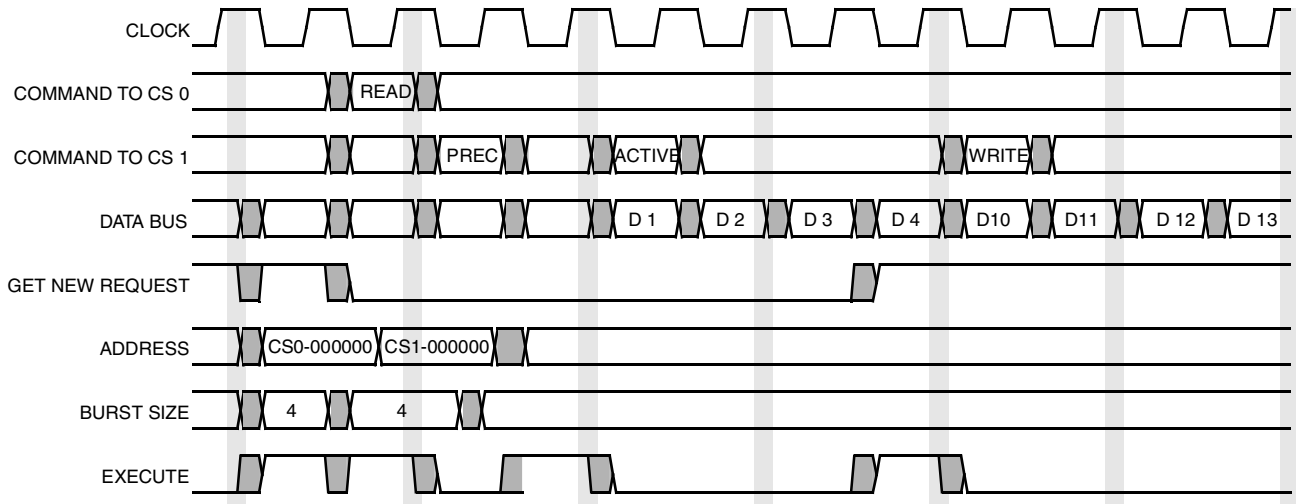 CLOCK
COMMAND TO CS 0 READ
COMMAND TO CS 1 PREC ACTIVE WRITE
DATA BUS D 1 D 2 D 3 D 4 D10 D11 D 12 D 13
GET NEW REQUEST
ADDRESS CS0-000000 CS1-000000
BURST SIZE 4 4
EXECUTE